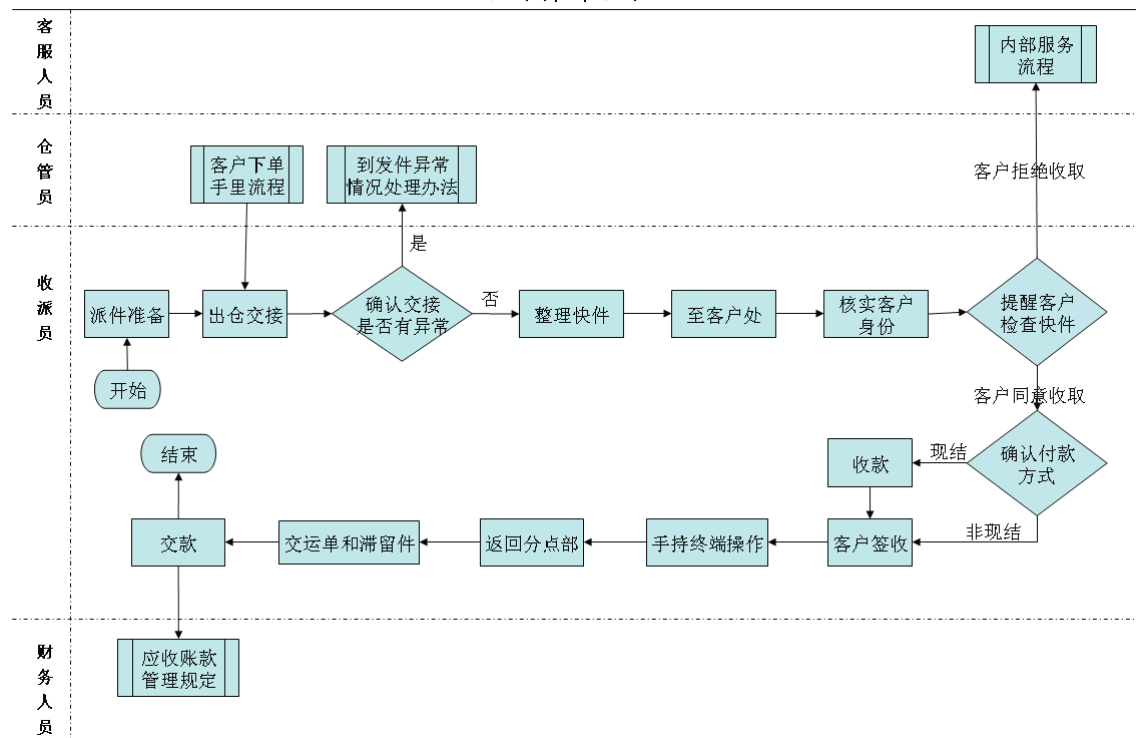 客
服
人
员
内部服务
流程
仓
管
员
客户下单
手里流程
到发件异常
情况处理办法
客户拒绝收取
是
收
派
员
派件准备
出仓交接
确认交接
是否有异常
否
整理快件
至客户处
核实客户
身份
提醒客户
检查快件
开始
客户同意收取
结束
收款
现结
确认付款
方式
交款
交运单和滞留件
返回分点部
手持终端操作
客户签收
非现结
财
务
人
员
应收账款
管理规定